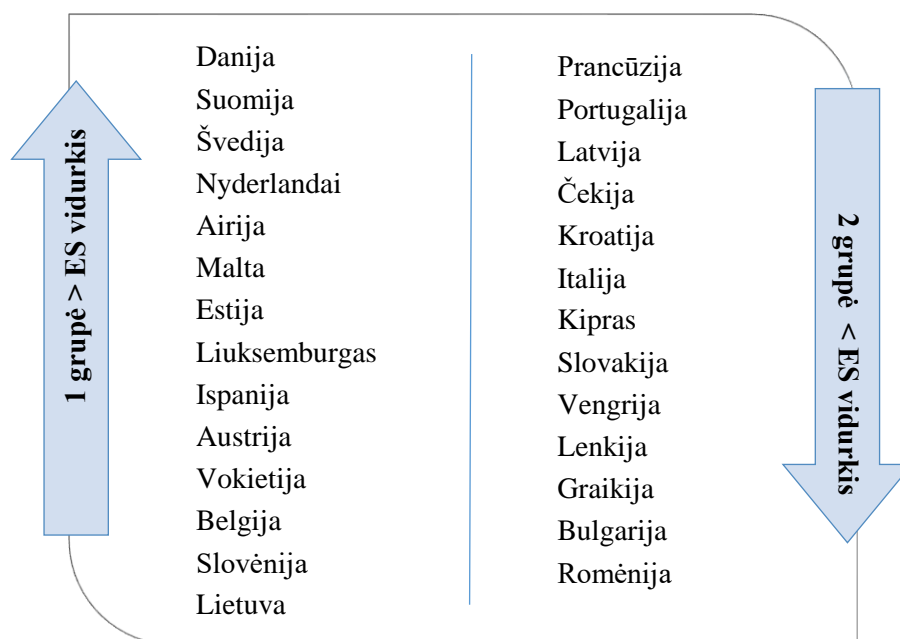 1 grupė > ES vidurkis
Danija
Suomija
Švedija
Nyderlandai
Airija
Malta
Estija
Liuksemburgas
Ispanija
Austrija
Vokietija
Belgija
Slovėnija
Lietuva
Prancūzija
Portugalija
Latvija
Čekija
Kroatija
Italija
Kipras
Slovakija
Vengrija
Lenkija
Graikija
Bulgarija
Romėnija
2 grupė < ES vidurkis